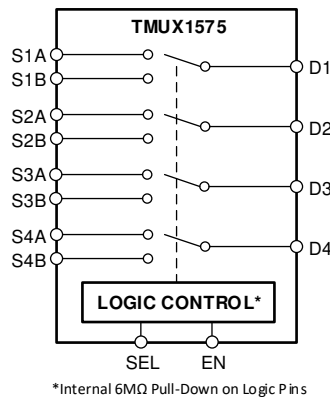 TMUX1575
S1A
S1B
D1
S2A
S2B
D2
S3A
S3B
D3
S4A
S4B
D4
LOGIC CONTROL*
SEL EN
*Internal 6MΩ Pull-Down on Logic Pins